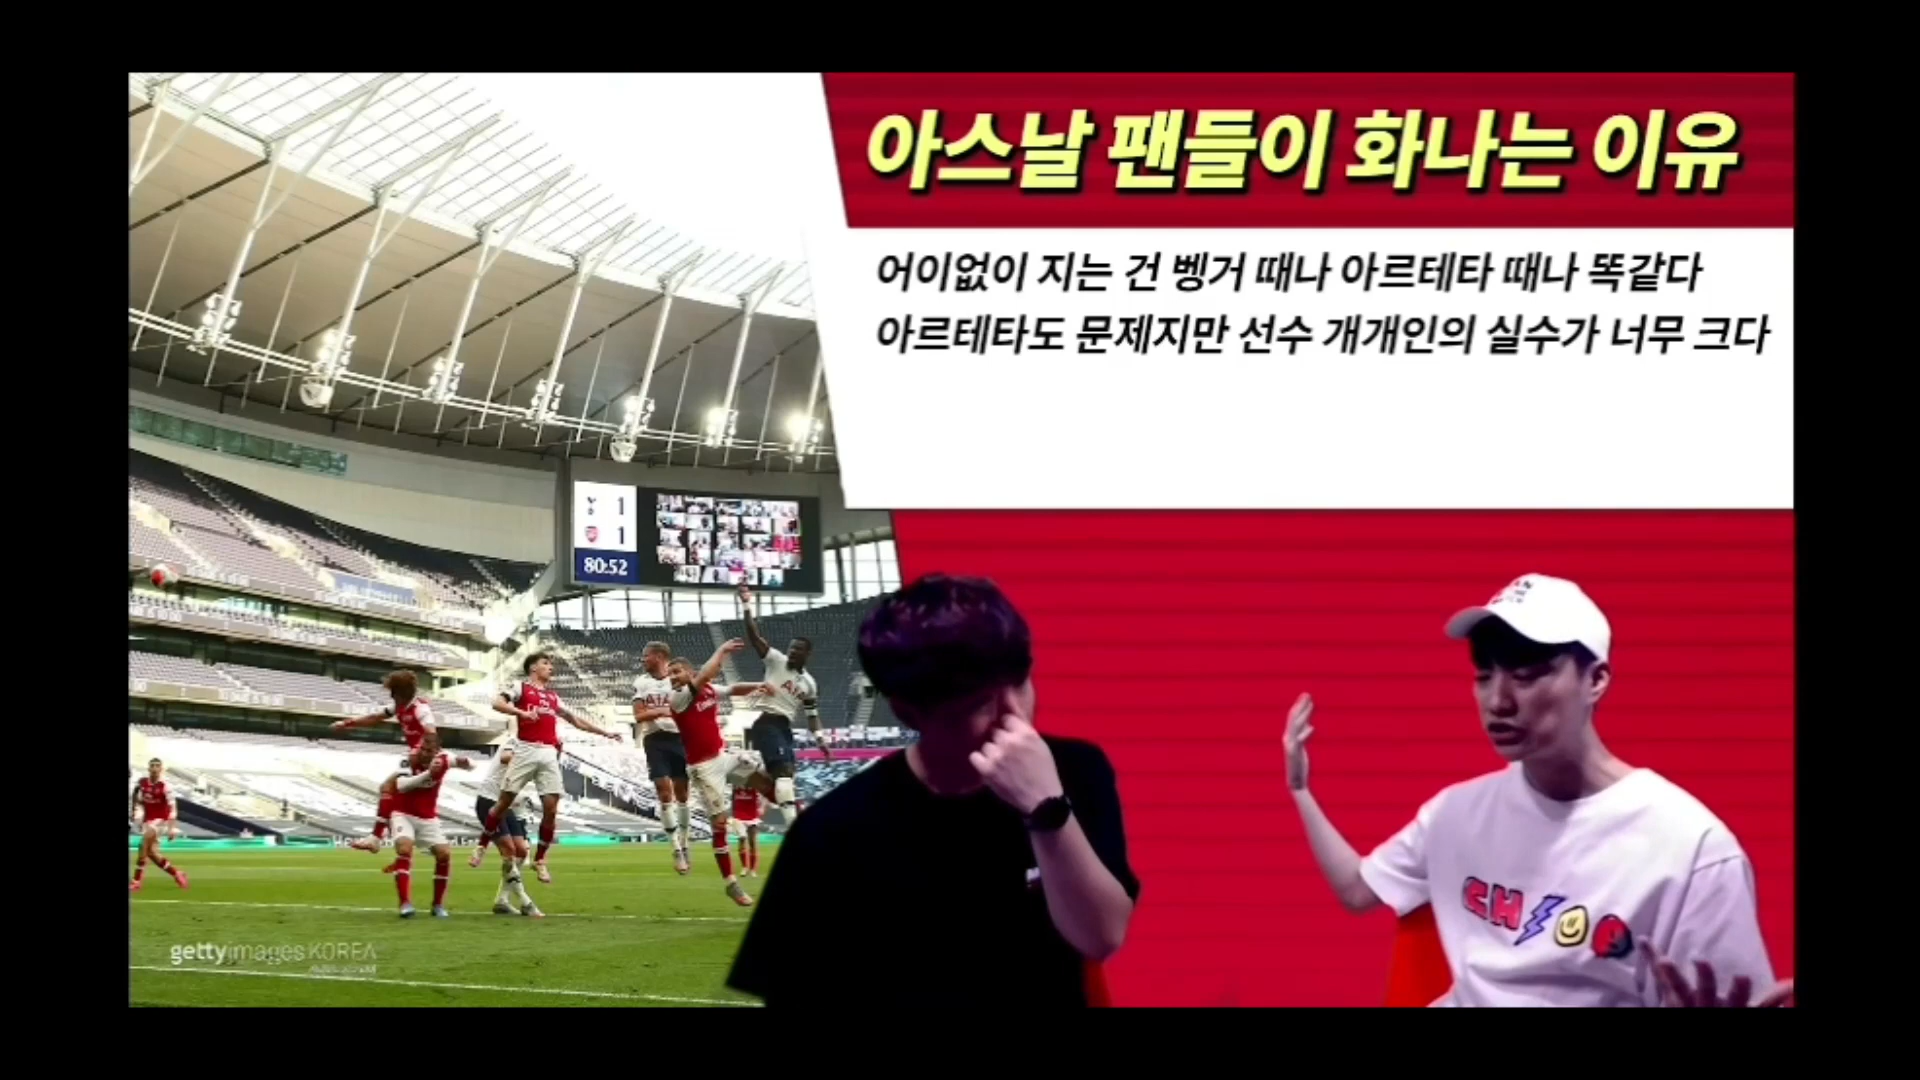 아스날 팬들이 화나는 이유
어이없이 지는 건 벵거 때나 아르테타 때나 똑같다
아르테타도 문제지만 선수 개개인의 실수가 너무 크다
1
1
80:52
gettyimages KOREA
CH